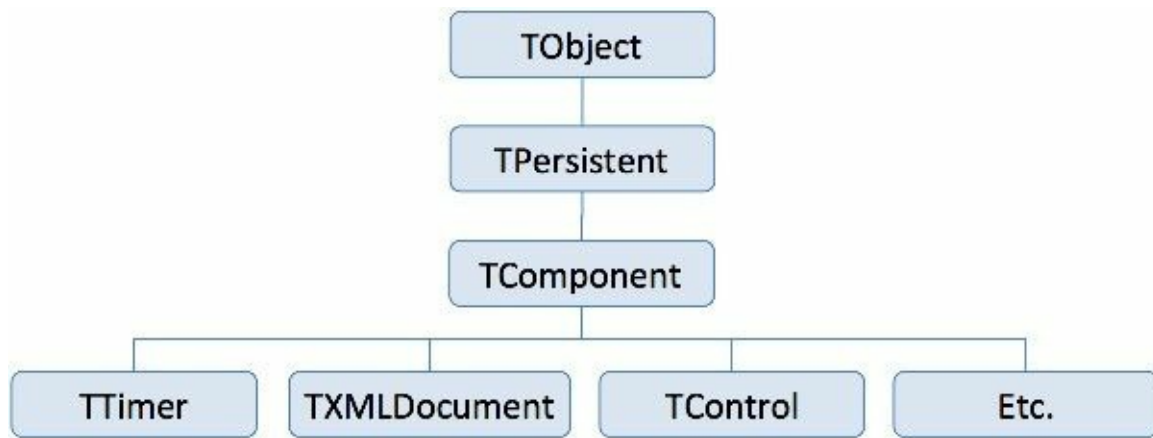 TObject
TPersistent
TComponent
TTimer
TXMLDocument
TControl
Etc.